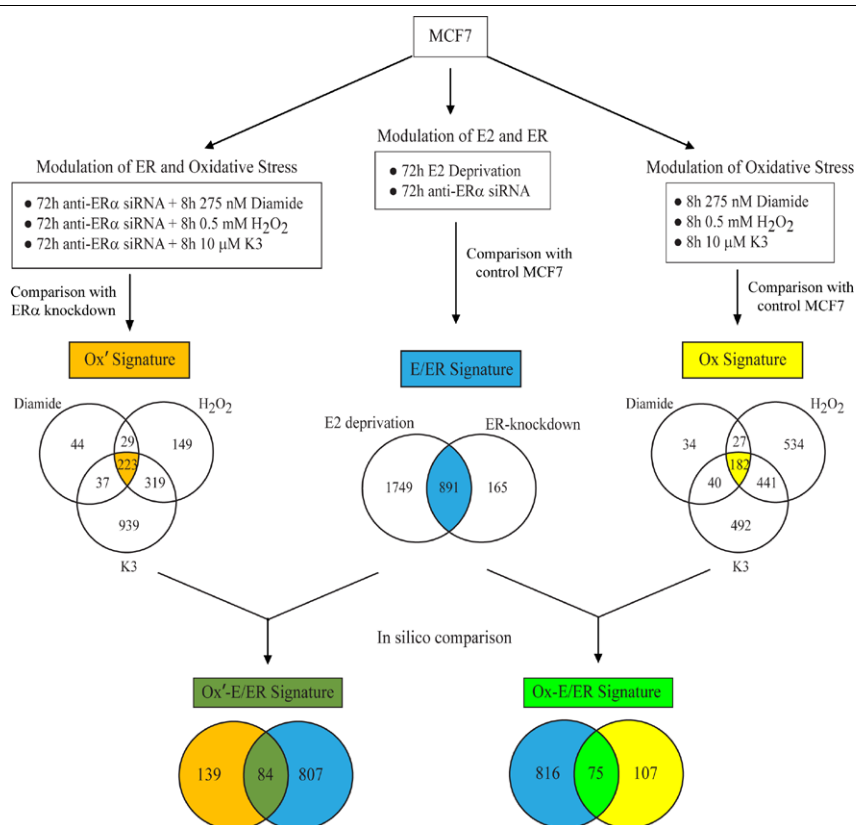 MCF7
Modulation of ER and Oxidative Stress
● 72h anti-ERα siRNA + 8h 275 nM Diamide
● 72h anti-ERα siRNA + 8h 0.5 mM H₂O₂
● 72h anti-ERα siRNA + 8h 10 μM K3
Modulation of E2 and ER
● 72h E2 Deprivation
● 72h anti-ERα siRNA
Modulation of Oxidative Stress
● 8h 275 nM Diamide
● 8h 0.5 mM H₂O₂
● 8h 10 μM K3
Comparison with
ERα knockdown
Comparison with
control MCF7
Comparison with
control MCF7
Ox′ Signature
E/ER Signature
Ox Signature
Diamide
H₂O₂
44
29
149
223
37
319
939
K3
E2 deprivation
ER-knockdown
1749
891
165
Diamide
H₂O₂
34
27
534
182
40
441
492
K3
In silico comparison
Ox′-E/ER Signature
Ox-E/ER Signature
139
84
807
816
75
107